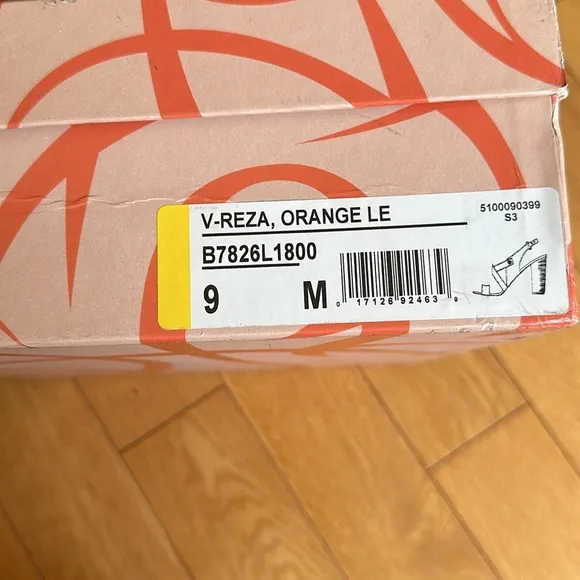 V-REZA, ORANGE LE
5100090399
S3
B7826L1800
9 M
0 17126 92463 9